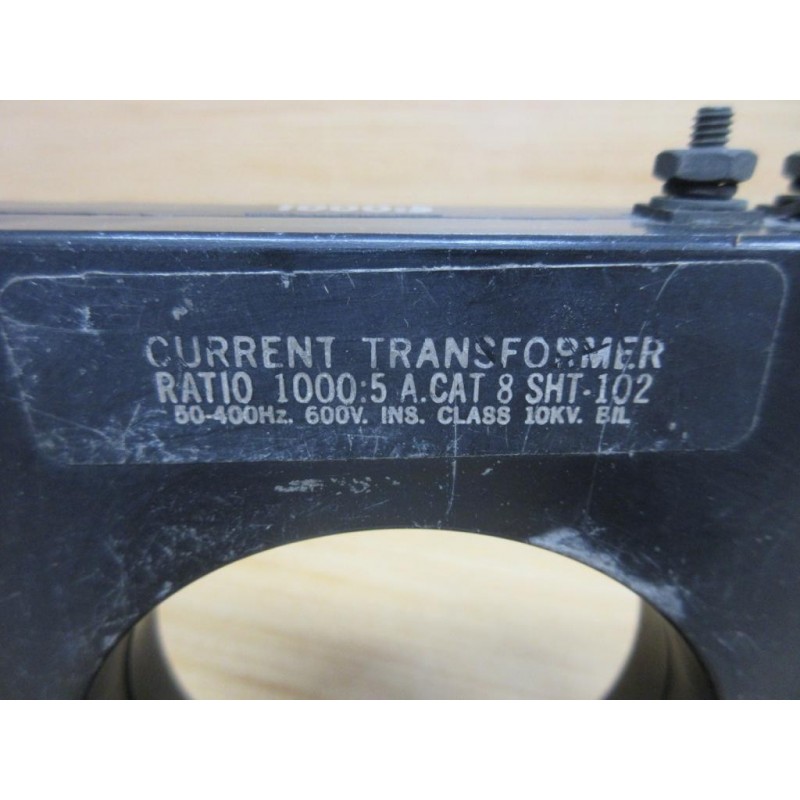 CURRENT TRANSFORMER
RATIO 1000:5 A. CAT 8 SHT-102
50-400Hz. 600V. INS. CLASS 10KV. BIL